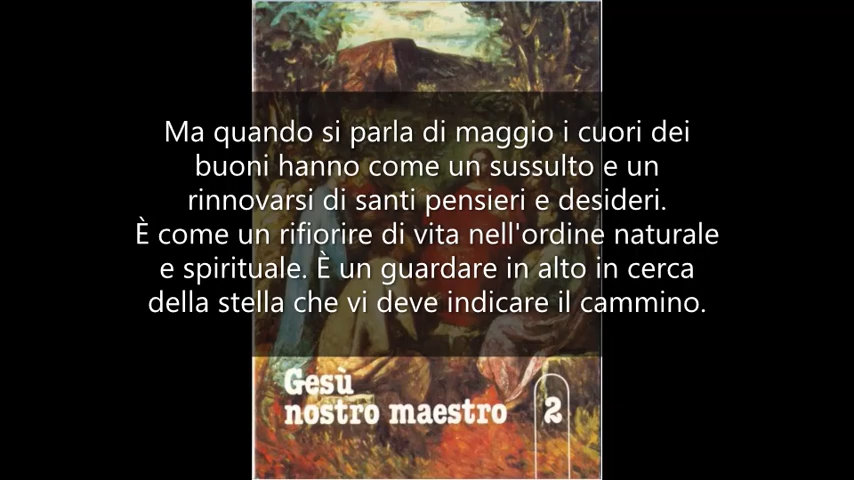 Ma quando si parla di maggio i cuori dei
buoni hanno come un sussulto e un
rinnovarsi di santi pensieri e desideri.
È come un rifiorire di vita nell'ordine naturale
e spirituale. È un guardare in alto in cerca
della stella che vi deve indicare il cammino.
Gesù
nostro maestro
2